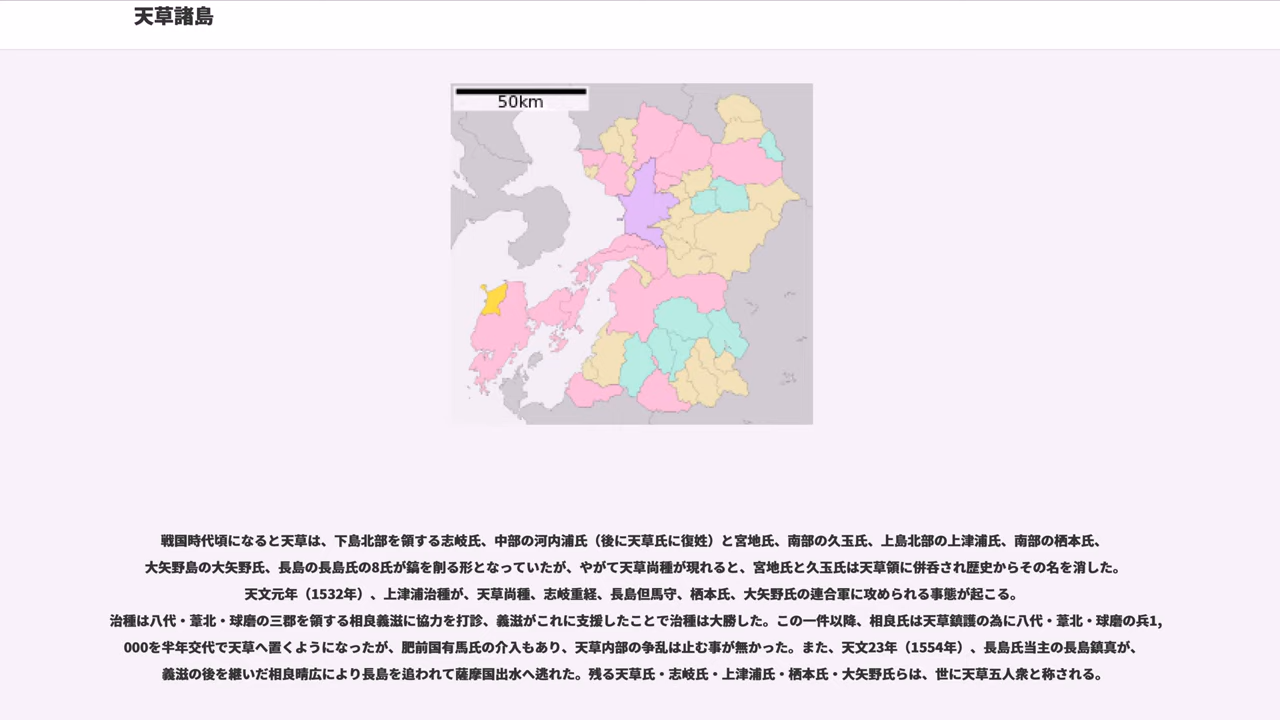 天草諸島
50km
戦国時代頃になると天草は、下島北部を領する志岐氏、中部の河内浦氏（後に天草氏に復姓）と宮地氏、南部の久玉氏、上島北部の上津浦氏、南部の栖本氏、
大矢野島の大矢野氏、長島の長島氏の8氏が鎬を削る形となっていたが、やがて天草尚種が現れると、宮地氏と久玉氏は天草領に併呑され歴史からその名を消した。
天文元年（1532年）、上津浦治種が、天草尚種、志岐重経、長島但馬守、栖本氏、大矢野氏の連合軍に攻められる事態が起こる。
治種は八代・葦北・球磨の三郡を領する相良義滋に協力を打診、義滋がこれに支援したことで治種は大勝した。この一件以降、相良氏は天草鎮護の為に八代・葦北・球磨の兵1,
000を半年交代で天草へ置くようになったが、肥前国有馬氏の介入もあり、天草内部の争乱は止む事が無かった。また、天文23年（1554年）、長島氏当主の長島鎮真が、
義滋の後を継いだ相良晴広により長島を追われて薩摩国出水へ逃れた。残る天草氏・志岐氏・上津浦氏・栖本氏・大矢野氏らは、世に天草五人衆と称される。